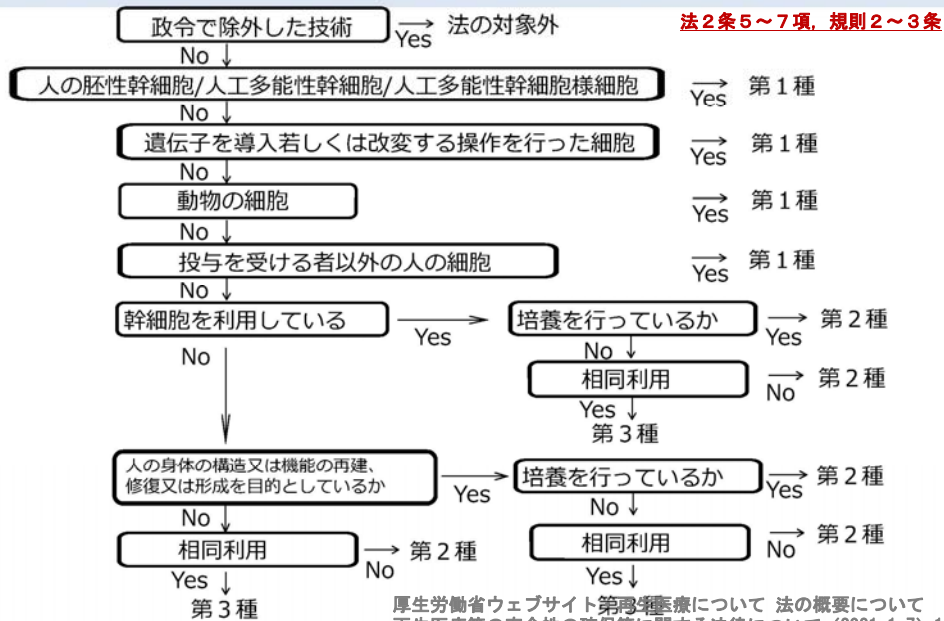 政令で除外した技術
Yes
法の対象外
法2条5～7項, 規則2～3条
No
人の胚性幹細胞/人工多能性幹細胞/人工多能性幹細胞様細胞
Yes
第1種
No
遺伝子を導入若しくは改変する操作を行った細胞
Yes
第1種
No
動物の細胞
Yes
第1種
No
投与を受ける者以外の人の細胞
Yes
第1種
No
幹細胞を利用している
Yes
培養を行っているか
Yes
第2種
No
No
相同利用
No
第2種
Yes
第3種
人の身体の構造又は機能の再建、
修復又は形成を目的としているか
Yes
培養を行っているか
Yes
第2種
No
No
相同利用
No
第2種
相同利用
No
第2種
Yes
第3種
Yes
第3種
厚生労働省ウェブサイト 再生医療について 法の概要について